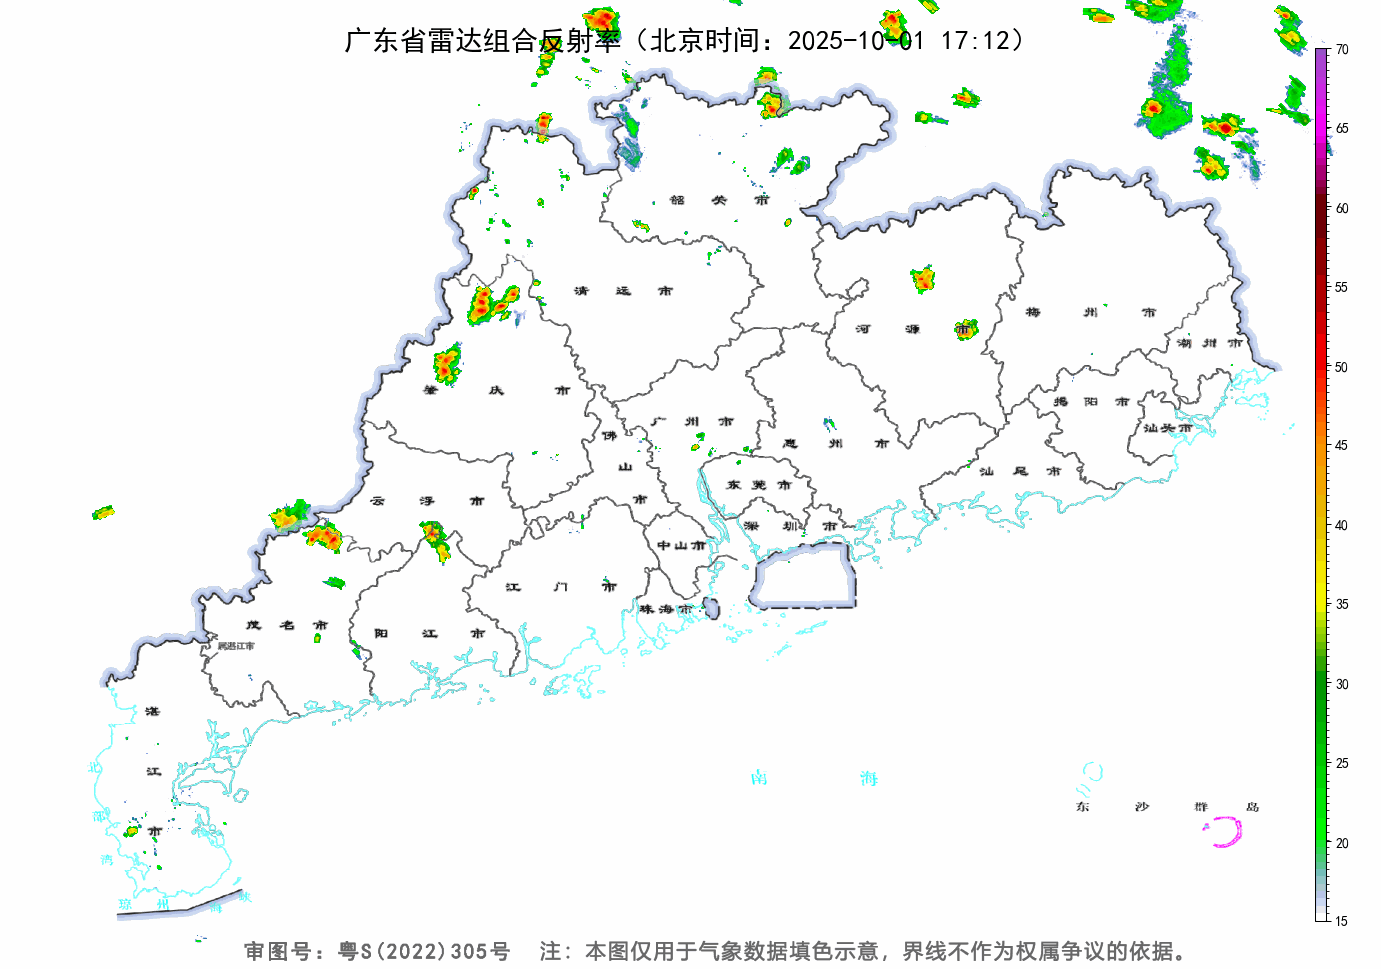 广东省雷达组合反射率（北京时间：2025-10-01 17:12）
70
65
60
55
50
45
40
35
30
25
20
15
韶关市
清远市
河源市
梅州市
潮州市
肇庆市
广州市
佛山市
惠州市
揭阳市
汕头市
云浮市
东莞市
汕尾市
深圳市
中山市
江门市
珠海市
茂名市
阳江市
属湛江市
湛江市
北部湾
南海
东沙群岛
琼州海峡
审图号：粤S(2022)305号 注：本图仅用于气象数据填色示意，界线不作为权属争议的依据。